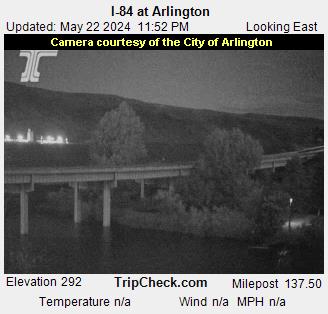 I-84 at Arlington
Updated: May 22 2024 11:52 PM Looking East
Camera courtesy of the City of Arlington
Elevation 292 TripCheck.com Milepost 137.50
Temperature n/a Wind n/a MPH n/a